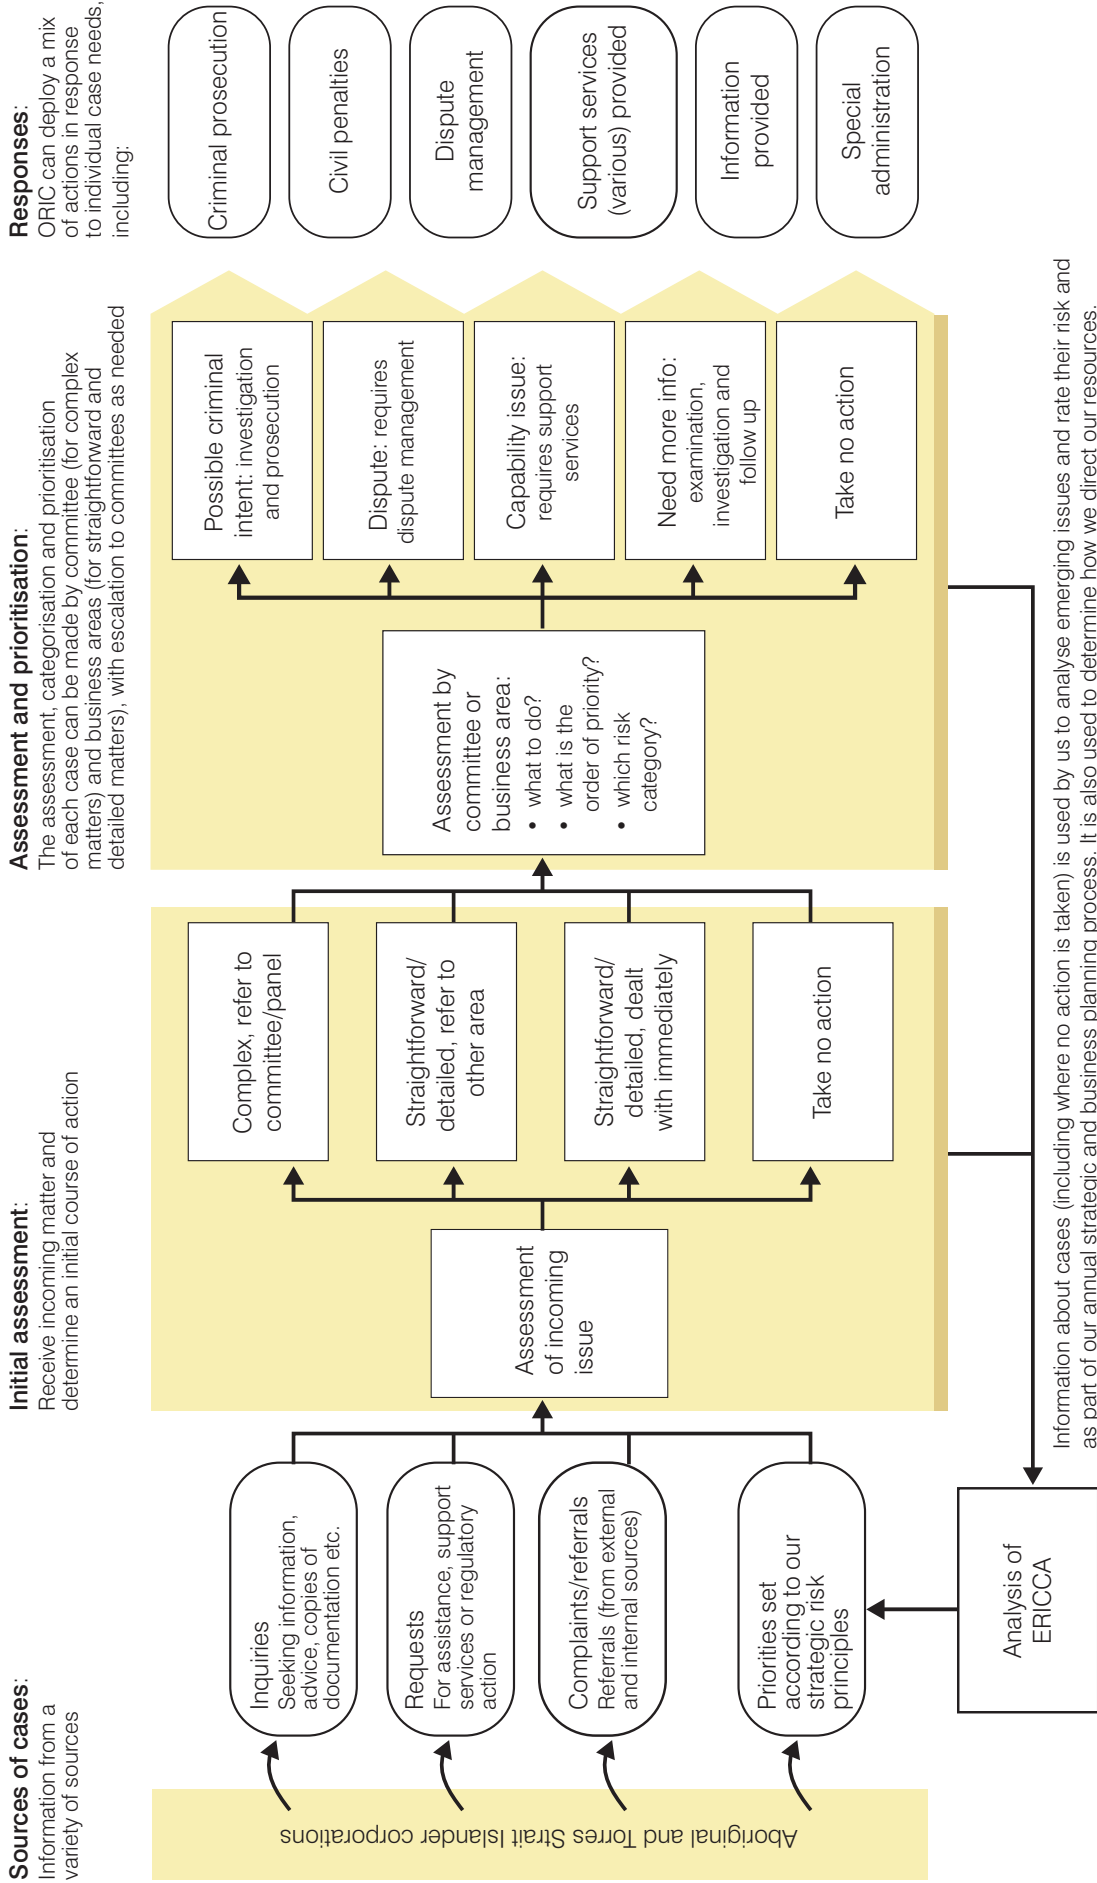 Sources of cases:
Information from a
variety of sources
Aboriginal and Torres Strait Islander corporations
Inquiries
Seeking information,
advice, copies of
documentation etc.
Requests
For assistance, support
services or regulatory
action
Complaints/referrals
Referrals (from external
and internal sources)
Priorities set
according to our
strategic risk
principles
Analysis of
ERICCA
Initial assessment:
Receive incoming matter and
determine an initial course of action
Assessment
of incoming
issue
Complex, refer to
committee/panel
Straightforward/
detailed, refer to
other area
Straightforward/
detailed, dealt
with immediately
Take no action
Assessment and prioritisation:
The assessment, categorisation and prioritisation
of each case can be made by committee (for complex
matters) and business areas (for straightforward and
detailed matters), with escalation to committees as needed
Assessment by
committee or
business area:
• what to do?
• what is the
order of priority?
• which risk
category?
Possible criminal
intent: investigation
and prosecution
Dispute: requires
dispute management
Capability issue:
requires support
services
Need more info:
examination,
investigation and
follow up
Take no action
Responses:
ORIC can deploy a mix
of actions in response
to individual case needs,
including:
Criminal prosecution
Civil penalties
Dispute
management
Support services
(various) provided
Information
provided
Special
administration
Information about cases (including where no action is taken) is used by us to analyse emerging issues and rate their risk and
as part of our annual strategic and business planning process. It is also used to determine how we direct our resources.